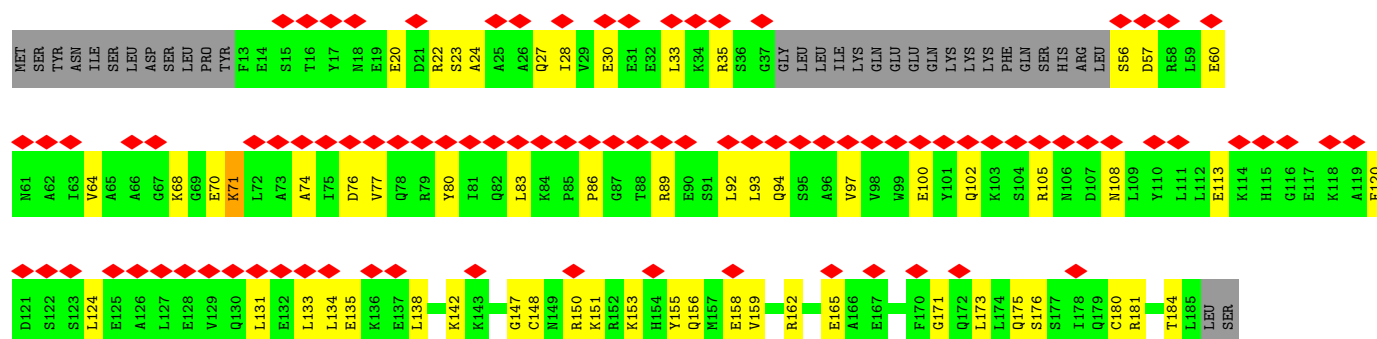 MET SER TYR ASN ILE SER LEU ASP SER LEU PRO TYR F13 E14 S15 T16 Y17 N18 E19 E20 D21 R22 S23 A24 A25 A26 Q27 I28 V29 E30 E31 E32 L33 K34 R35 S36 G37 GLY LEU LEU ILE LYS GLN GLU GLU GLN LYS LYS LYS PHE GLN SER HIS ARG LEU S56 D57 R58 L59 E60
N61 A62 I63 V64 A65 A66 G67 K68 G69 E70 K71 L72 A73 A74 I75 D76 V77 Q78 R79 Y80 I81 Q82 L83 K84 P85 P86 G87 T88 R89 E90 S91 L92 L93 Q94 S95 A96 V97 V98 W99 E100 Y101 Q102 K103 S104 R105 N106 D107 N108 L109 Y110 L111 L112 E113 K114 H115 G116 E117 K118 A119 E120
D121 S122 S123 L124 E125 A126 L127 E128 V129 Q130 L131 E132 L133 L134 E135 K136 E137 L138 K142 K143 G147 C148 N149 R150 K151 R152 K153 H154 Y155 Q156 M157 E158 V159 R162 E165 A166 E167 F170 G171 Q172 L173 L174 Q175 S176 S177 I178 Q179 C180 R181 T184 L185 LEU SER